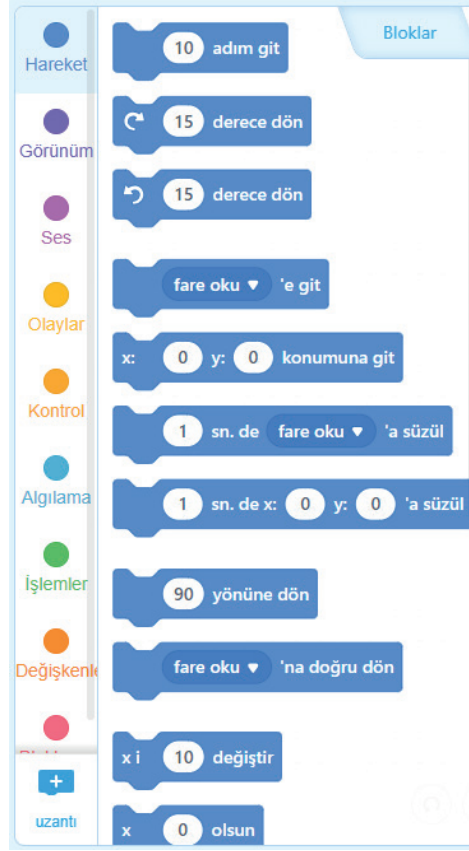 Bloklar
Hareket
Görünüm
Ses
Olaylar
Kontrol
Algılama
İşlemler
Değişkenle
uzantı
10 adım git
15 derece dön
15 derece dön
fare oku 'e git
x: 0 y: 0 konumuna git
1 sn. de fare oku 'a süzül
1 sn. de x: 0 y: 0 'a süzül
90 yönüne dön
fare oku 'na doğru dön
x i 10 değiştir
x 0 olsun